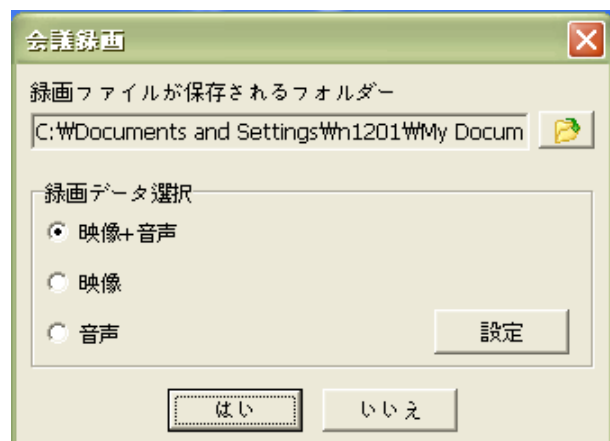 会議録画
録画ファイルが保存されるフォルダー
C:₩Documents and Settings₩n1201₩My Docum
録画データ選択
映像+音声
映像
音声
設定
はい
いいえ